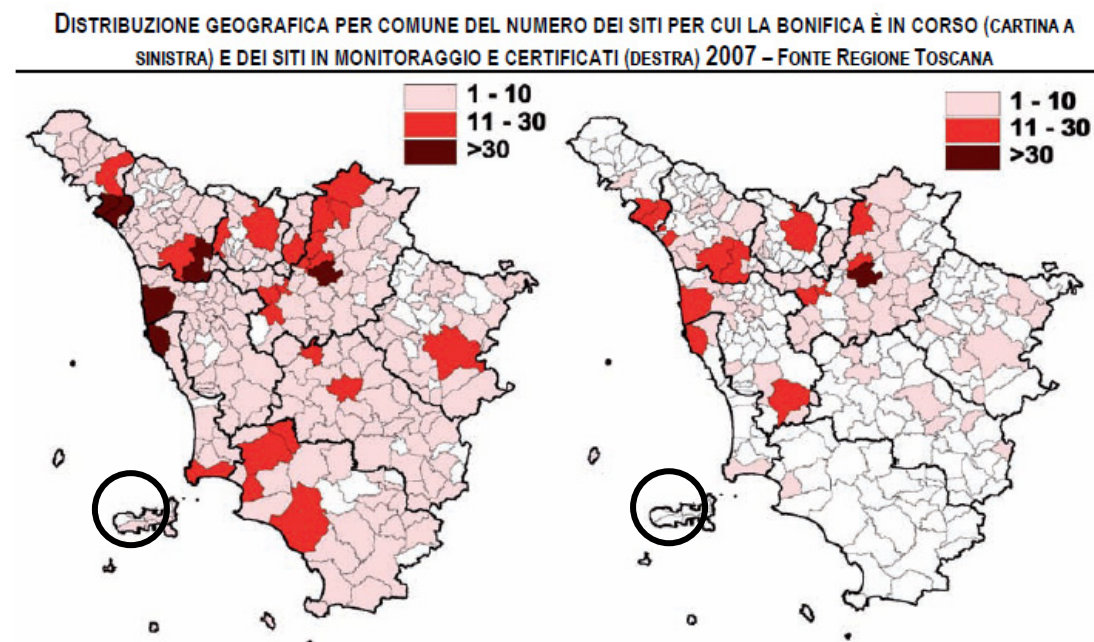 DISTRIBUZIONE GEOGRAFICA PER COMUNE DEL NUMERO DEI SITI PER CUI LA BONIFICA È IN CORSO (CARTINA A
SINISTRA) E DEI SITI IN MONITORAGGIO E CERTIFICATI (DESTRA) 2007 – FONTE REGIONE TOSCANA
1 - 10
11 - 30
>30
1 - 10
11 - 30
>30